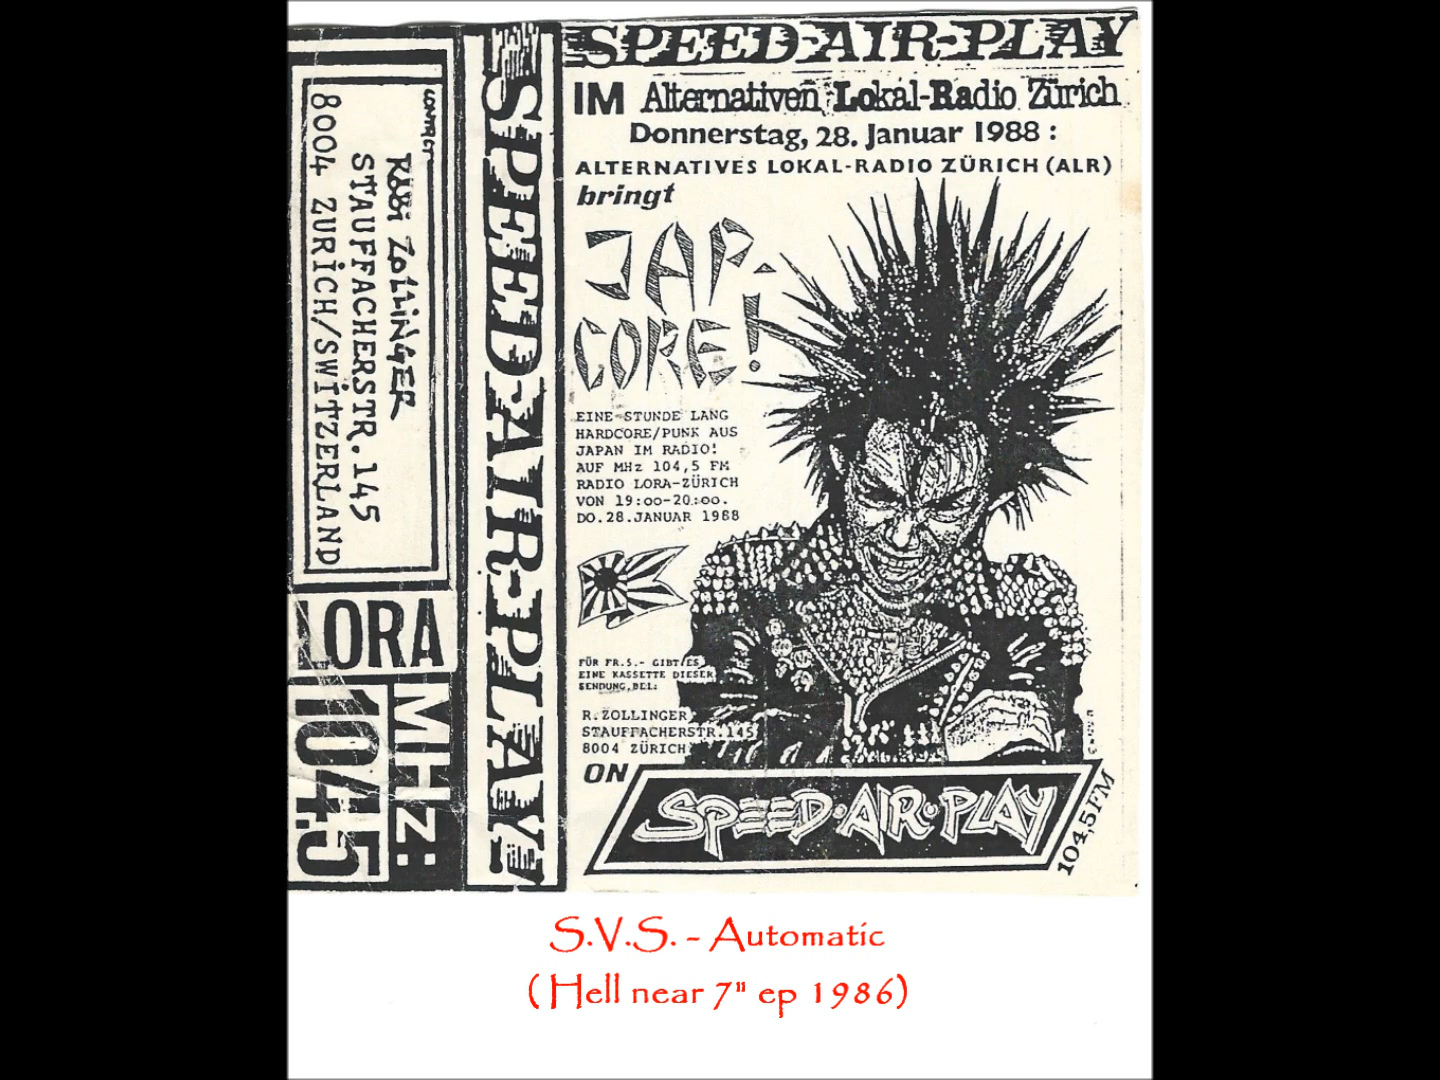 CONTACT
RÖBI ZOLLINGER
STAUFFACHERSTR.145
8004 ZÜRICH/SWITZERLAND
LORA
MHz:
104,5
SPEED-AIR-PLAY!
SPEED-AIR-PLAY
IM Alternativen Lokal-Radio Zürich
Donnerstag, 28. Januar 1988 :
ALTERNATIVES LOKAL-RADIO ZÜRICH (ALR)
bringt
JAP-
CORE!
EINE STUNDE LANG
HARDCORE/PUNK AUS
JAPAN IM RADIO!
AUF MHz 104,5 FM
RADIO LORA-ZÜRICH
VON 19:00-20:00.
DO.28.JANUAR 1988
FÜR FR.5.- GIBT ES
EINE KASSETTE DIESER
SENDUNG, BEI:
R.ZOLLINGER
STAUFFACHERSTR.145
8004 ZÜRICH
ON
SPEED·AIR·PLAY
104,5 FM
S.V.S. - Automatic
( Hell near 7" ep 1986)